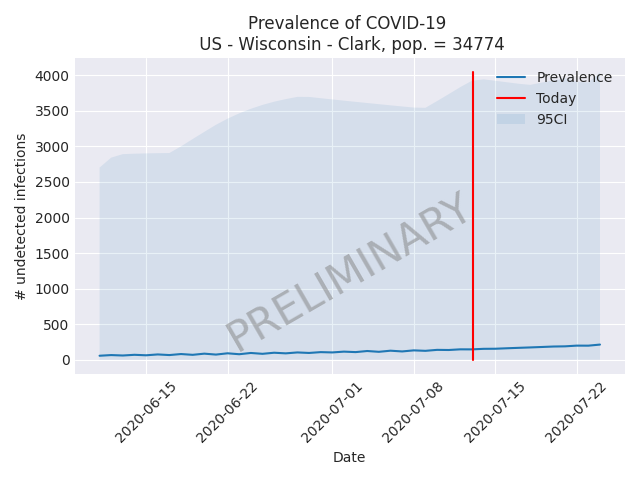 Prevalence of COVID-19
US - Wisconsin - Clark, pop. = 34774
4000
3500
3000
2500
2000
1500
1000
500
0
# undetected infections
Prevalence
Today
95CI
PRELIMINARY
2020-06-15
2020-06-22
2020-07-01
2020-07-08
2020-07-15
2020-07-22
Date